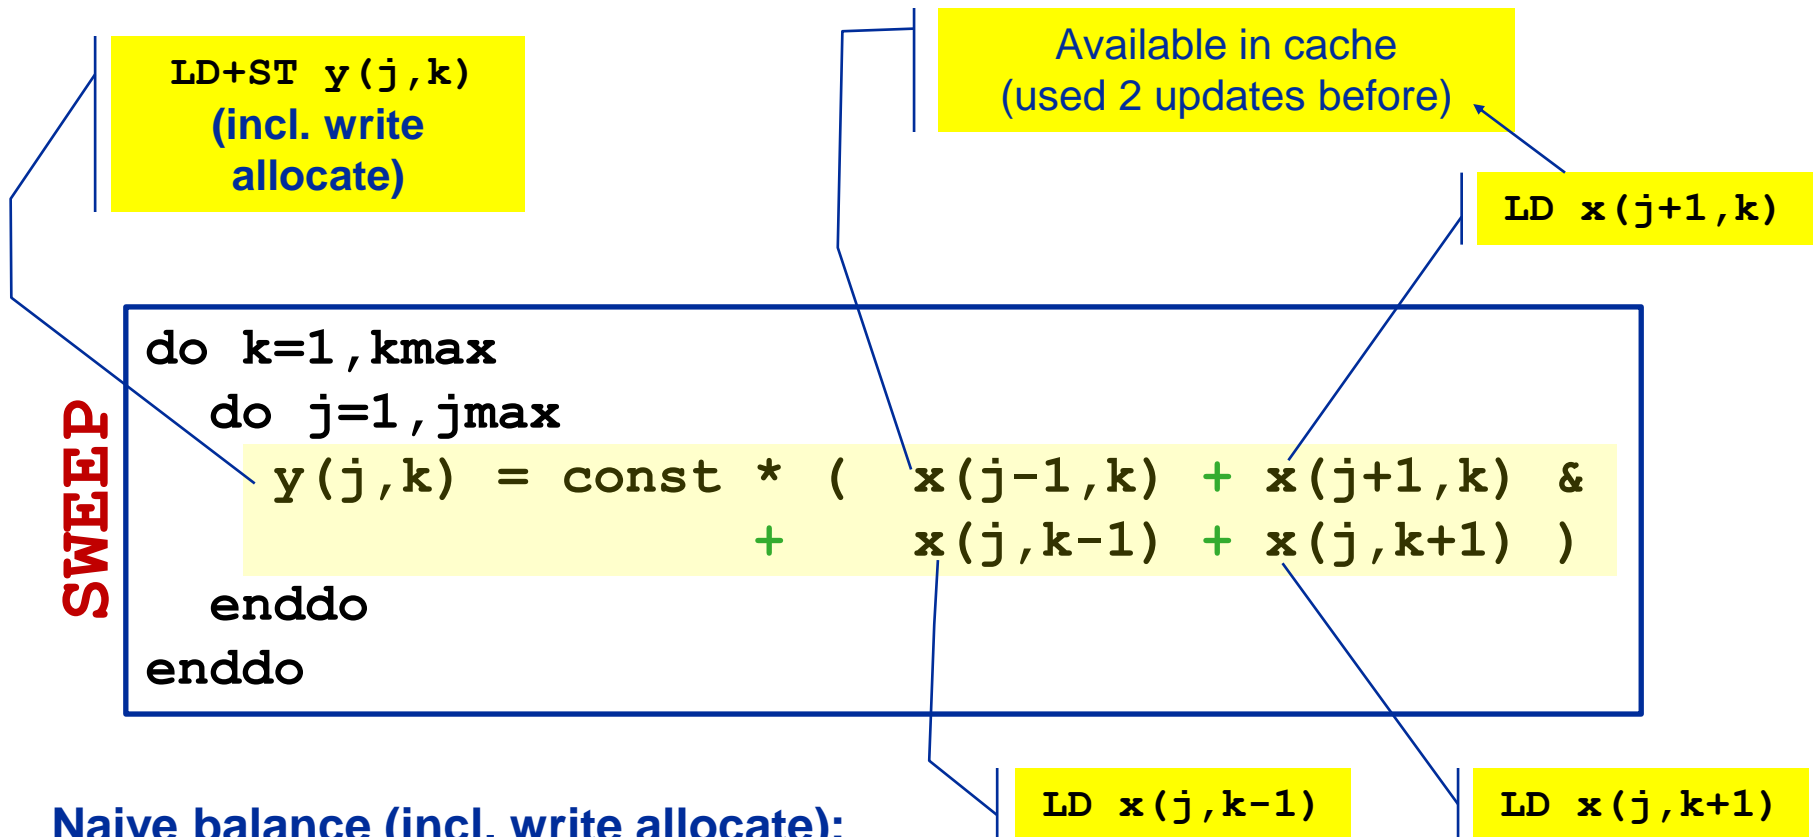 LD+ST y(j,k)
(incl. write
allocate)
Available in cache
(used 2 updates before)
LD x(j+1,k)
SWEEP
do k=1,kmax
do j=1,jmax
y(j,k) = const * ( x(j-1,k) + x(j+1,k) &
+ x(j,k-1) + x(j,k+1) )
enddo
enddo
LD x(j,k-1)
LD x(j,k+1)
Naive balance (incl. write allocate):